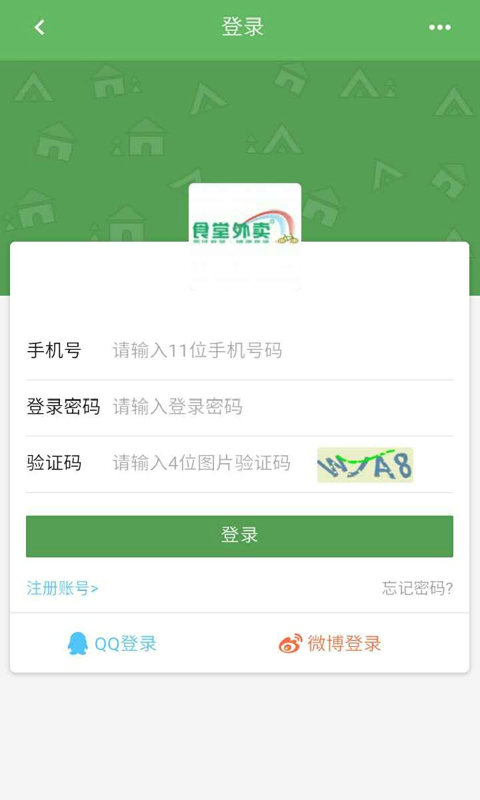 登录
食堂外卖
手机号 请输入11位手机号码
登录密码 请输入登录密码
验证码 请输入4位图片验证码
登录
注册账号> 忘记密码?
QQ登录 微博登录